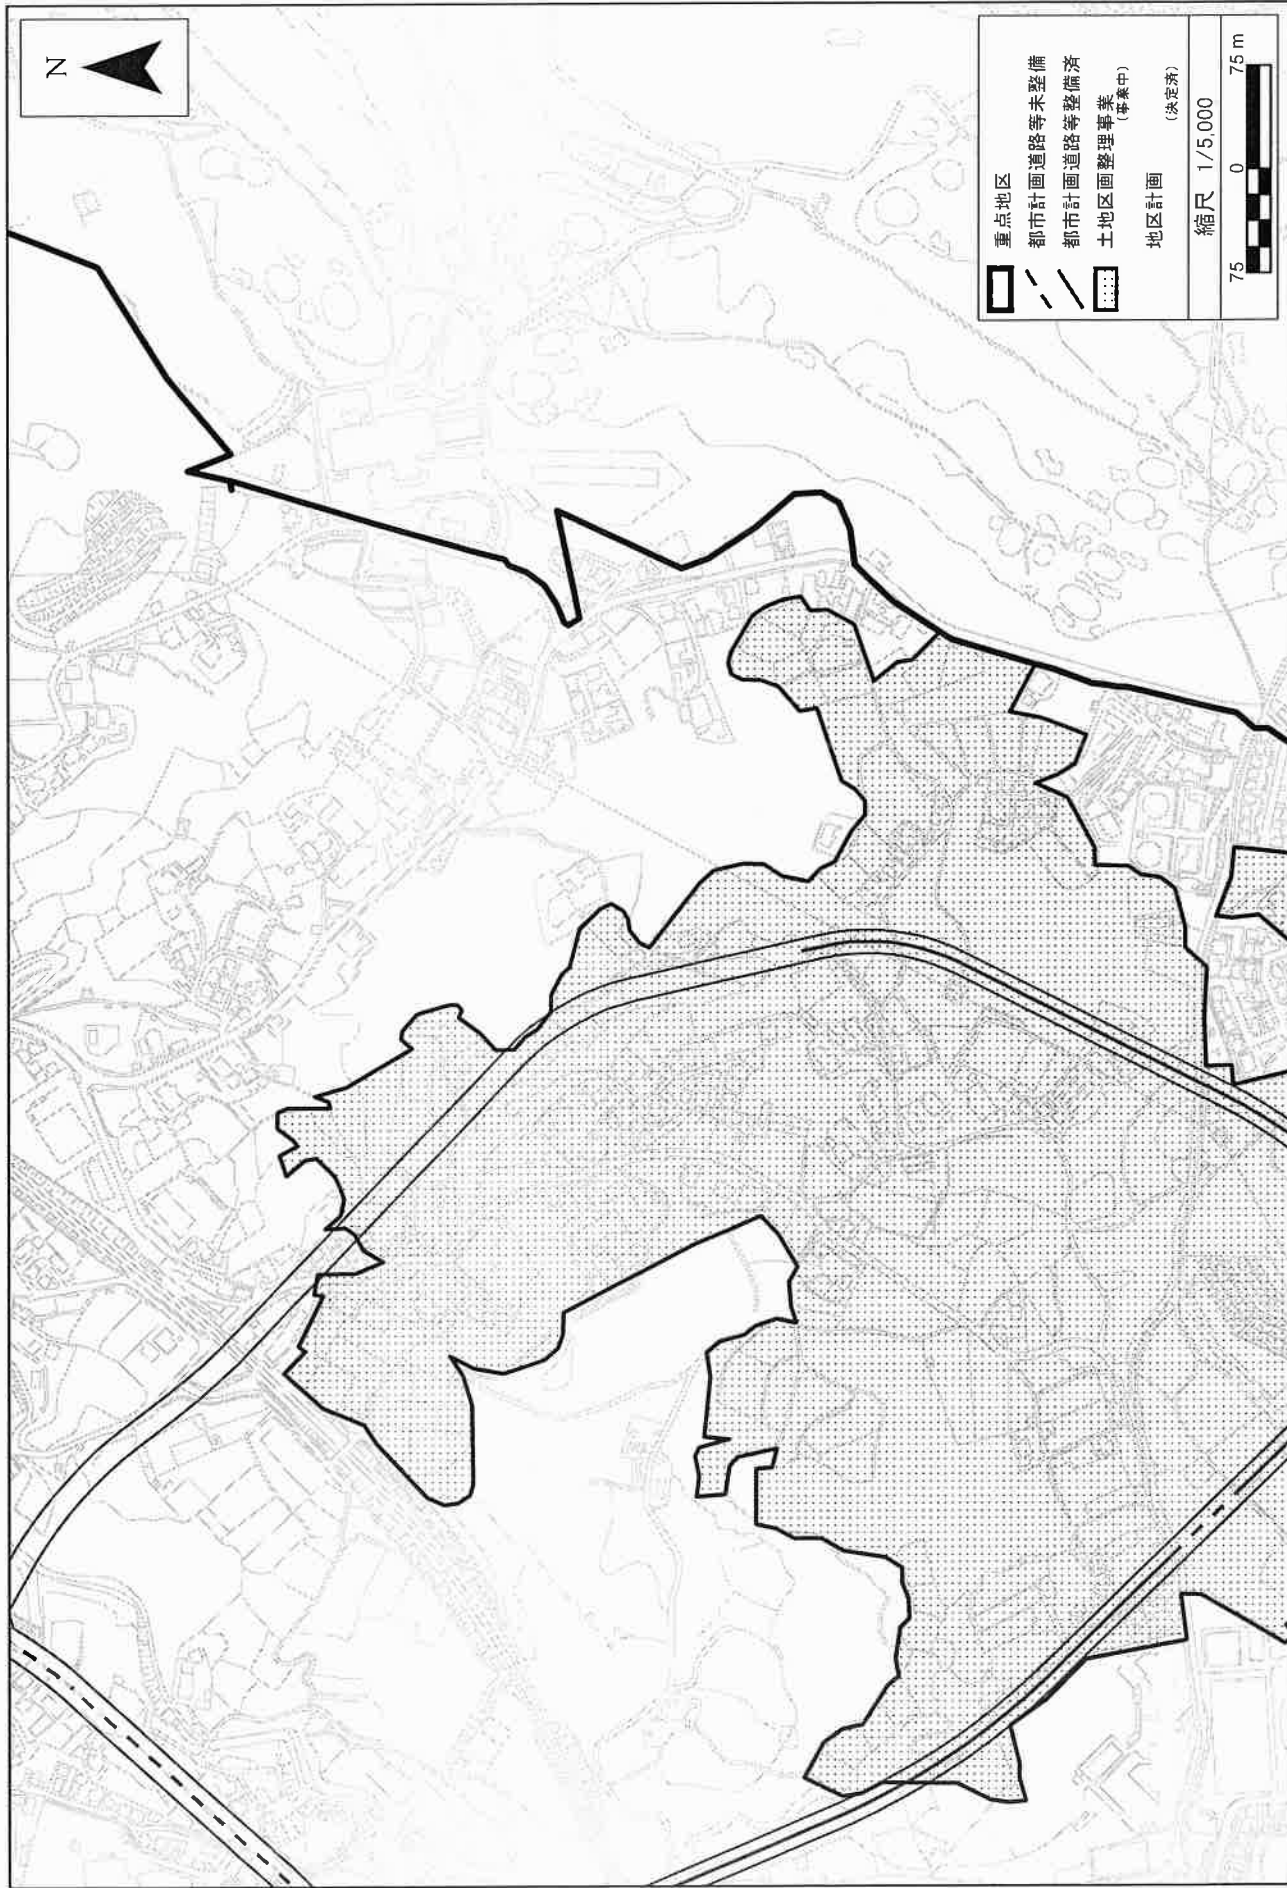 N
重点地区
都市計画道路等未整備
都市計画道路等整備済
土地区画整理事業
(事業中)
地区計画
(決定済)
縮尺 1/5,000
75 0 75 m